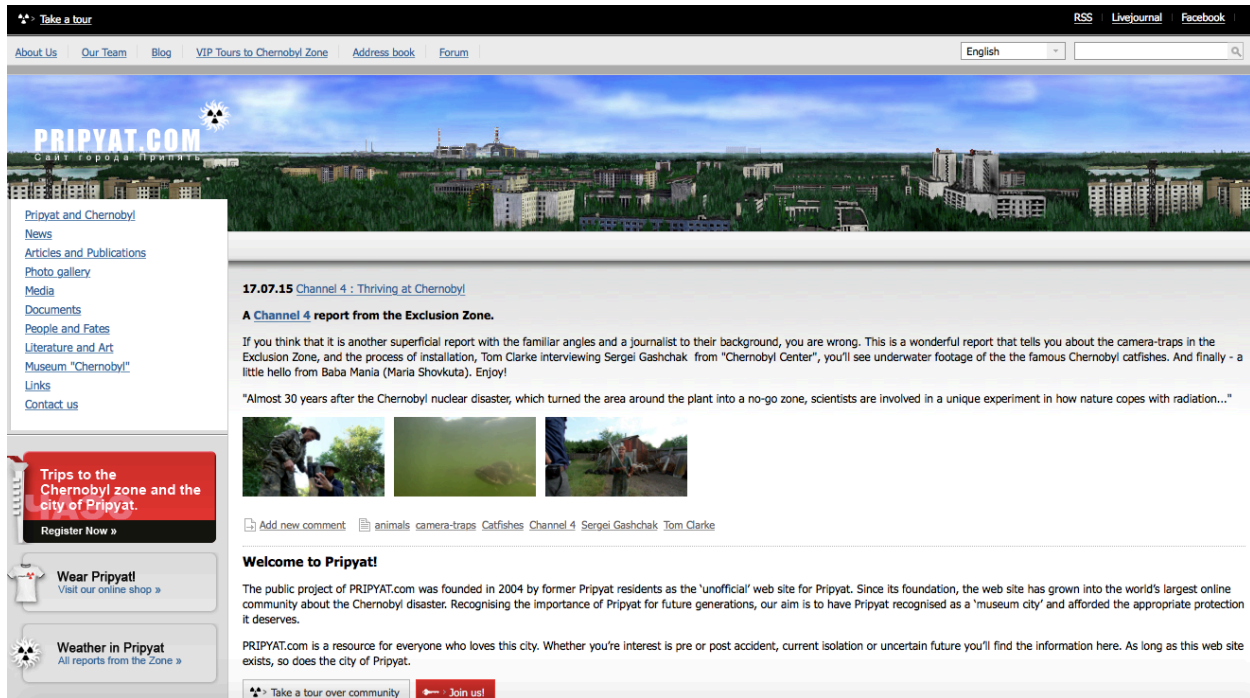 Take a tour
RSS
Livejournal
Facebook
About Us
Our Team
Blog
VIP Tours to Chernobyl Zone
Address book
Forum
English
PRIPYAT.COM
Сайт города Припять
Pripyat and Chernobyl
News
Articles and Publications
Photo gallery
Media
Documents
People and Fates
Literature and Art
Museum "Chernobyl"
Links
Contact us
Trips to the
Chernobyl zone and the
city of Pripyat.
ЧАЭС
Register Now »
Wear Pripyat!
Visit our online shop »
Weather in Pripyat
All reports from the Zone »
17.07.15 Channel 4 : Thriving at Chernobyl
A Channel 4 report from the Exclusion Zone.
If you think that it is another superficial report with the familiar angles and a journalist to their background, you are wrong. This is a wonderful report that tells you about the camera-traps in the
Exclusion Zone, and the process of installation, Tom Clarke interviewing Sergei Gashchak from "Chernobyl Center", you'll see underwater footage of the the famous Chernobyl catfishes. And finally - a
little hello from Baba Mania (Maria Shovkuta). Enjoy!
"Almost 30 years after the Chernobyl nuclear disaster, which turned the area around the plant into a no-go zone, scientists are involved in a unique experiment in how nature copes with radiation..."
Add new comment
animals camera-traps Catfishes Channel 4 Sergei Gashchak Tom Clarke
Welcome to Pripyat!
The public project of PRIPYAT.com was founded in 2004 by former Pripyat residents as the 'unofficial' web site for Pripyat. Since its foundation, the web site has grown into the world's largest online
community about the Chernobyl disaster. Recognising the importance of Pripyat for future generations, our aim is to have Pripyat recognised as a 'museum city' and afforded the appropriate protection
it deserves.
PRIPYAT.com is a resource for everyone who loves this city. Whether you're interest is pre or post accident, current isolation or uncertain future you'll find the information here. As long as this web site
exists, so does the city of Pripyat.
Take a tour over community
Join us!